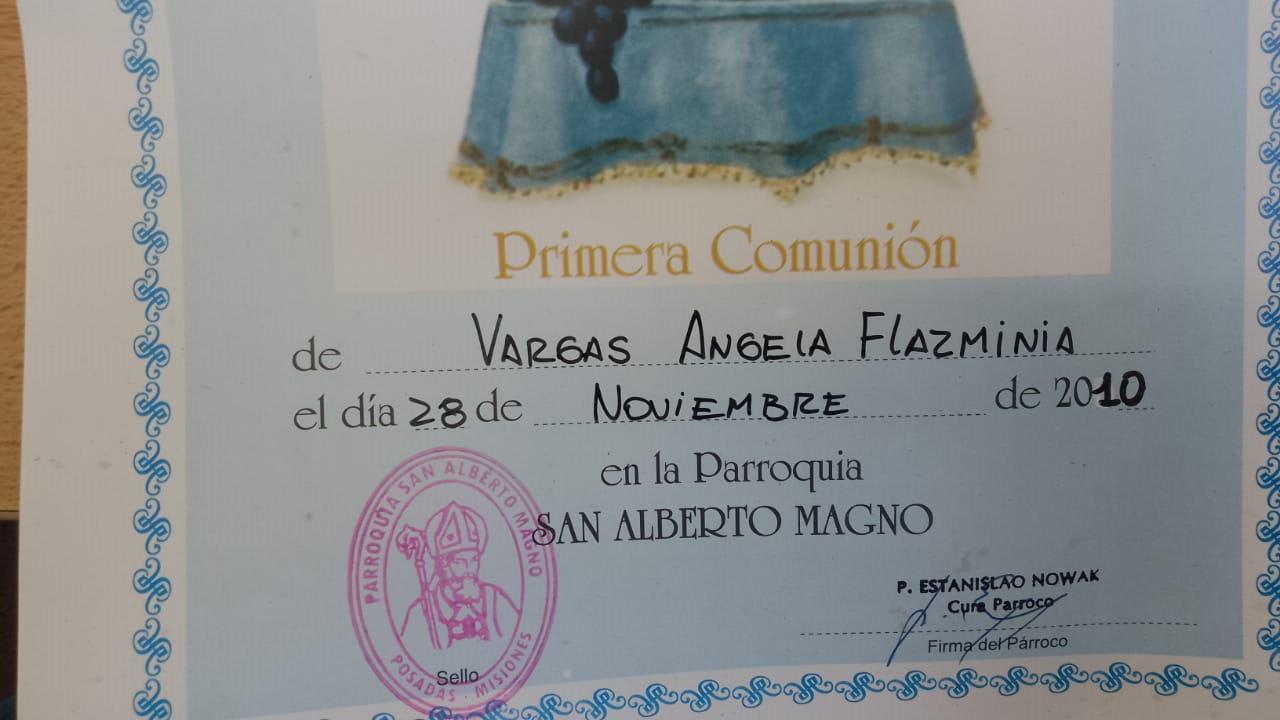 Primera Comunión
de VARGAS ANGELA FLAZMINIA
el día 28 de NOVIEMBRE de 2010
en la Parroquia
SAN ALBERTO MAGNO
PARROQUIA SAN ALBERTO MAGNO
POSADAS - MISIONES
Sello
P. ESTANISLAO NOWAK
Cura Parroco
Firma del Párroco